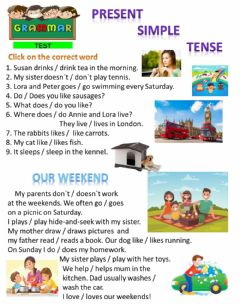 GRAMMAR
TEST
PRESENT
SIMPLE
TENSE
Click on the correct word
1. Susan drinks / drink tea in the morning.
2. My sister doesn´t / don´t play tennis.
3. Lora and Peter goes / go swimming every Saturday.
4. Do / Does you like sausages?
5. What does / do you like?
6. Where does / do Annie and Lora live?
They live / lives in London.
7. The rabbits likes / like carrots.
8. My cat like / likes fish.
9. It sleeps / sleep in the kennel.
OUR WEEKEND
My parents don´t / doesn´t work
at the weekends. We often go / goes
on a picnic on Saturday.
I plays / play hide-and-seek with my sister.
My mother draw / draws pictures and
my father read / reads a book. Our dog like / likes running.
On Sunday I do / does my homework.
My sister plays / play with her toys.
We help / helps mum in the
kitchen. Dad usually washes /
wash the car.
I love / loves our weekends!